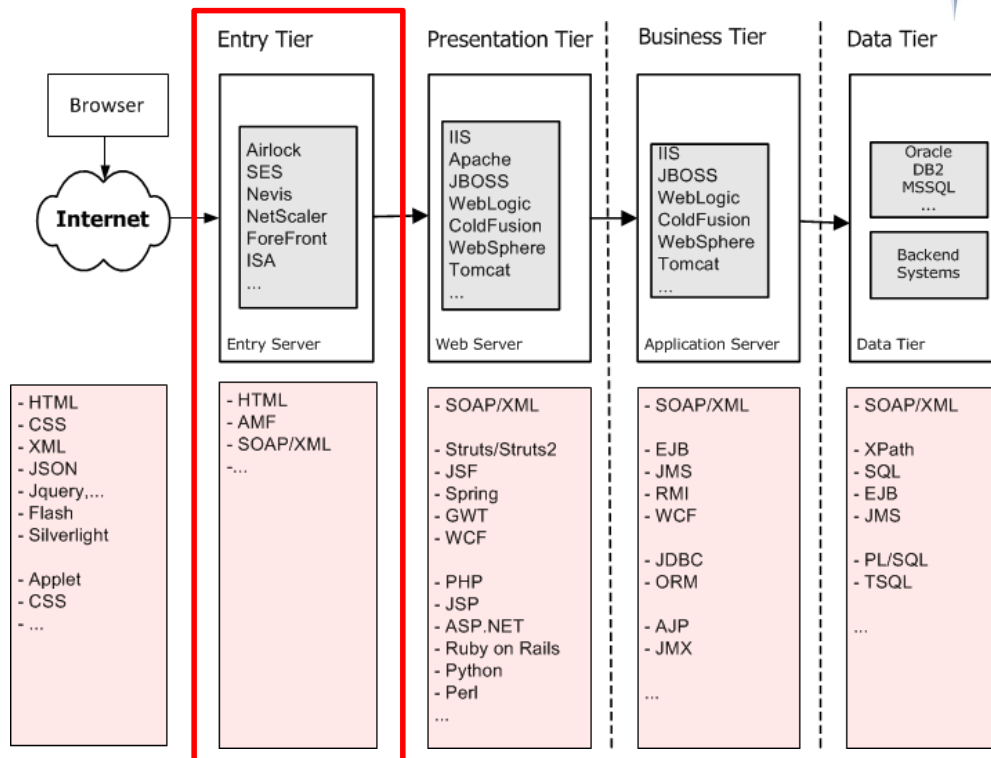 Entry Tier
Presentation Tier
Business Tier
Data Tier
Browser
Internet
Airlock
SES
Nevis
NetScaler
ForeFront
ISA
...
Entry Server
IIS
Apache
JBOSS
WebLogic
ColdFusion
WebSphere
Tomcat
...
Web Server
IIS
JBOSS
WebLogic
ColdFusion
WebSphere
Tomcat
...
Application Server
Oracle
DB2
MSSQL
...
Backend
Systems
Data Tier
- HTML
- CSS
- XML
- JSON
- Jquery,...
- Flash
- Silverlight
- Applet
- CSS
- ...
- HTML
- AMF
- SOAP/XML
-...
- SOAP/XML
- Struts/Struts2
- JSF
- Spring
- GWT
- WCF
- PHP
- JSP
- ASP.NET
- Ruby on Rails
- Python
- Perl
...
- SOAP/XML
- EJB
- JMS
- RMI
- WCF
- JDBC
- ORM
- AJP
- JMX
...
- SOAP/XML
- XPath
- SQL
- EJB
- JMS
- PL/SQL
- TSQL
...